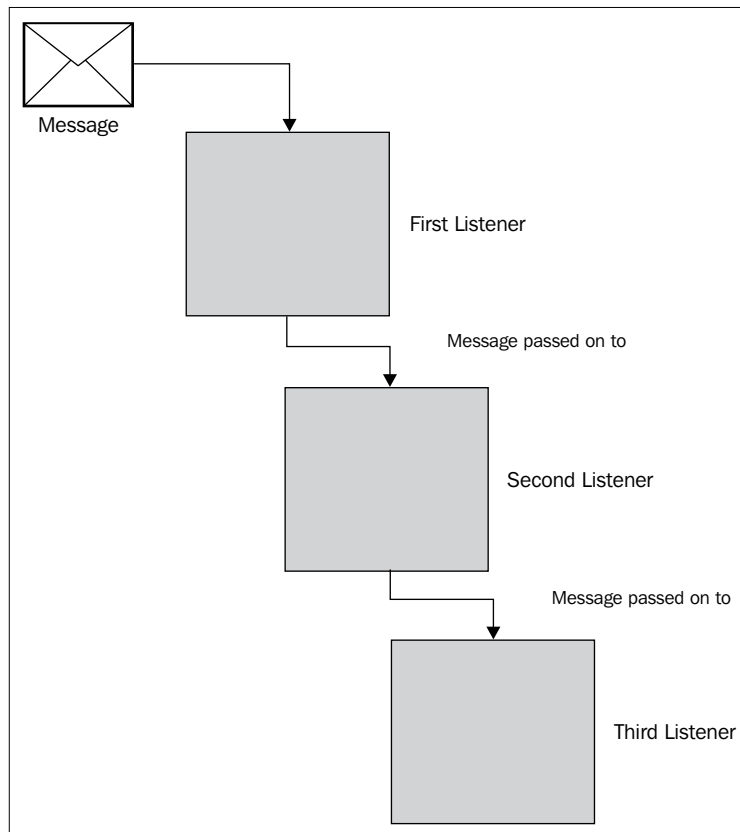 Message
First Listener
Message passed on to
Second Listener
Message passed on to
Third Listener